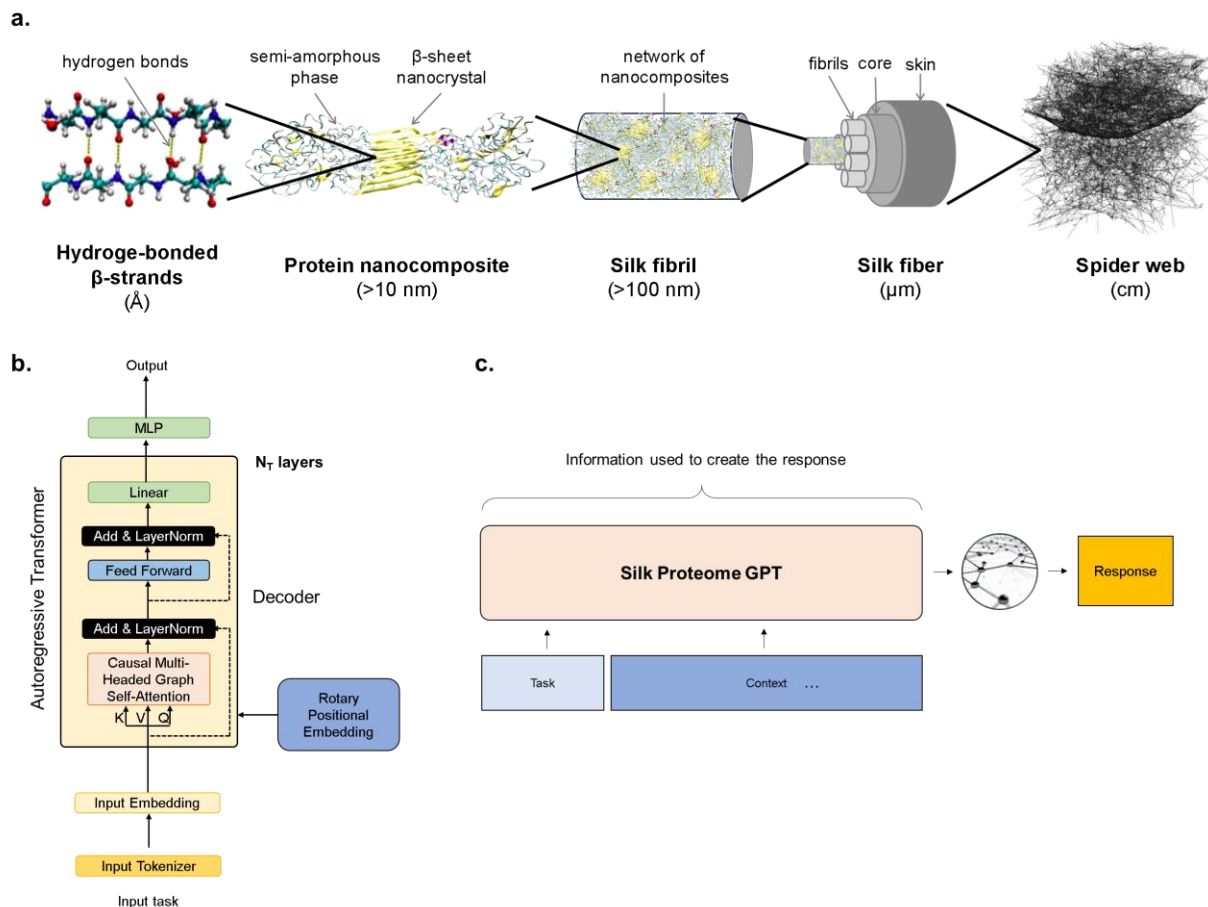 a.
hydrogen bonds
semi-amorphous
phase
β-sheet
nanocrystal
network of
nanocomposites
fibrils
core
skin
Hydroge-bonded
β-strands
(Å)
Protein nanocomposite
(>10 nm)
Silk fibril
(>100 nm)
Silk fiber
(µm)
Spider web
(cm)
b.
Output
MLP
N_T layers
Linear
Add & LayerNorm
Feed Forward
Add & LayerNorm
Causal Multi-
Headed Graph
Self-Attention
K V Q
Autoregressive Transformer
Decoder
Rotary
Positional
Embedding
Input Embedding
Input Tokenizer
Input task
c.
Information used to create the response
Silk Proteome GPT
Response
Task
Context ...